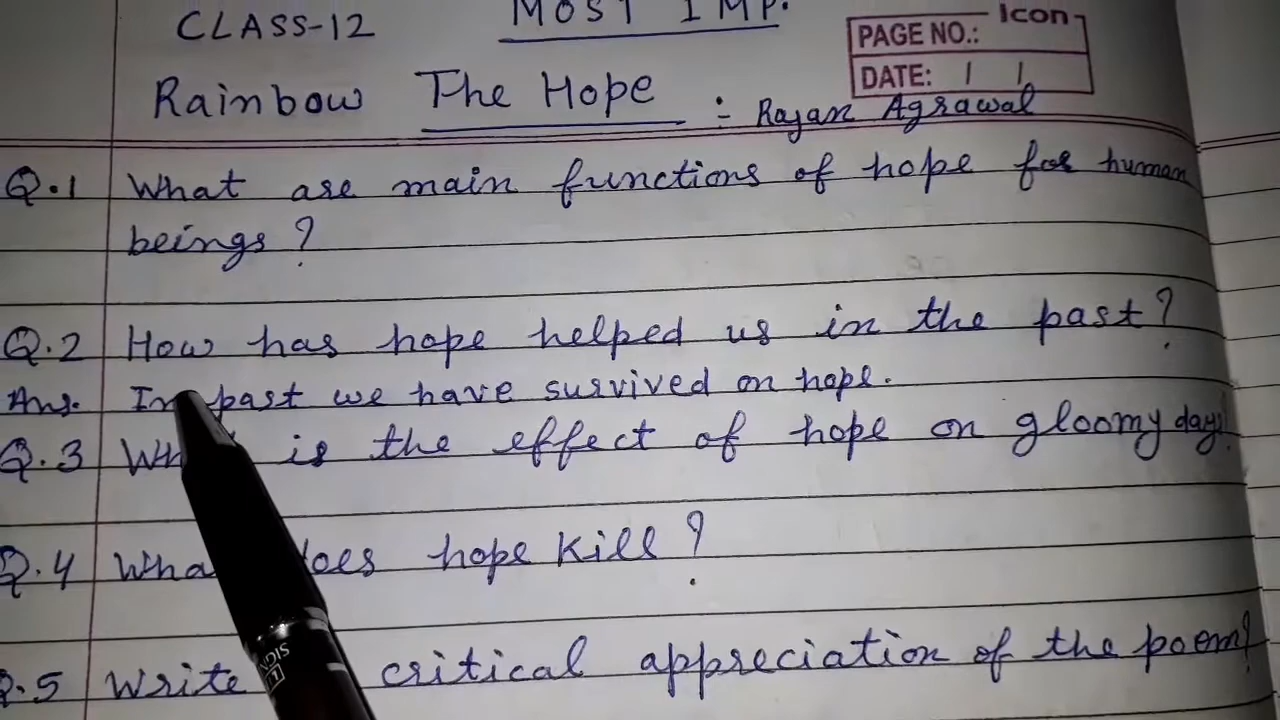 CLASS-12 MOST IMP.
Icon
PAGE NO.:
DATE: / /
Rainbow The Hope :- Rajan Agrawal
Q.1 What are main functions of hope for human
beings?
Q.2 How has hope helped us in the past?
Ans. In past we have survived on hope.
Q.3 is the effect of hope on gloomy day?
Q.4 does hope kill?
Q.5 Write critical appreciation of the poem?